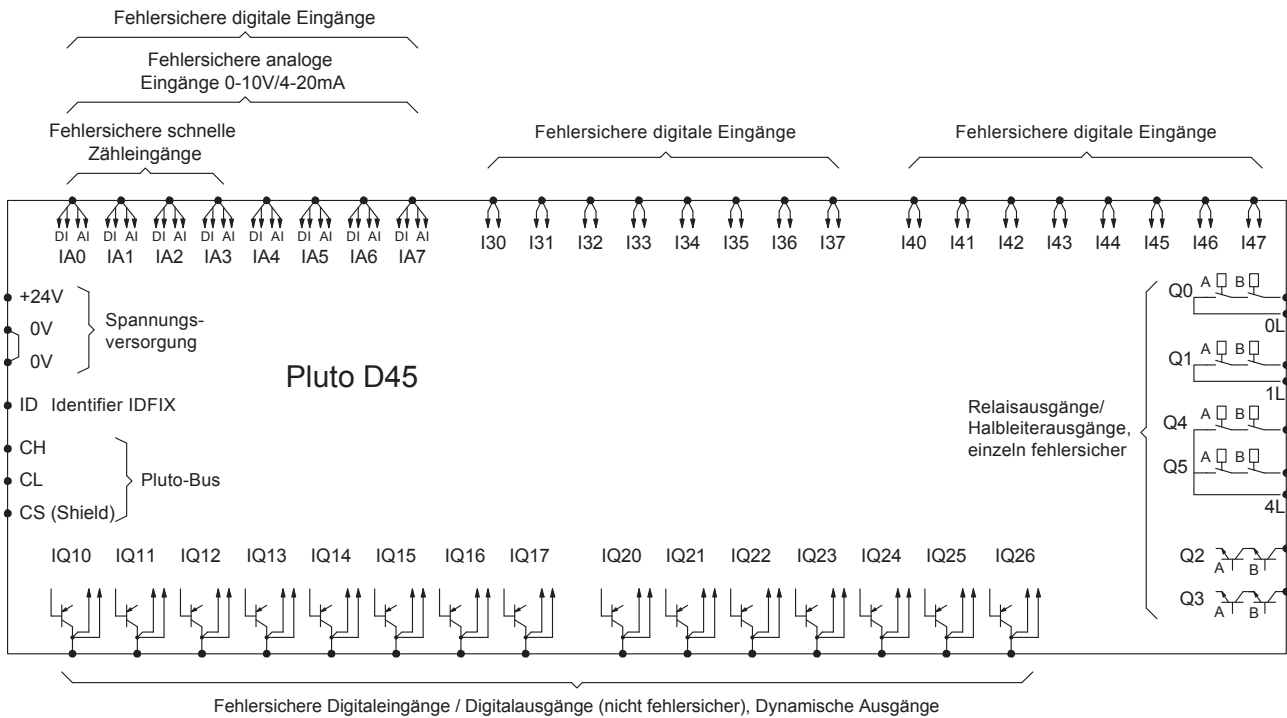 Fehlersichere digitale Eingänge
Fehlersichere analoge
Eingänge 0-10V/4-20mA
Fehlersichere schnelle
Zähleingänge
Fehlersichere digitale Eingänge
Fehlersichere digitale Eingänge
DI AI DI AI DI AI DI AI DI AI DI AI DI AI DI AI
IA0 IA1 IA2 IA3 IA4 IA5 IA6 IA7
I30 I31 I32 I33 I34 I35 I36 I37
I40 I41 I42 I43 I44 I45 I46 I47
+24V
0V
0V
Spannungs-
versorgung
ID Identifier IDFIX
CH
CL
CS (Shield)
Pluto-Bus
Pluto D45
Relaisausgänge/
Halbleiterausgänge,
einzeln fehlersicher
Q0 A B
0L
Q1 A B
1L
Q4 A B
Q5 A B
4L
Q2 A B
Q3 A B
IQ10 IQ11 IQ12 IQ13 IQ14 IQ15 IQ16 IQ17
IQ20 IQ21 IQ22 IQ23 IQ24 IQ25 IQ26
Fehlersichere Digitaleingänge / Digitalausgänge (nicht fehlersicher), Dynamische Ausgänge